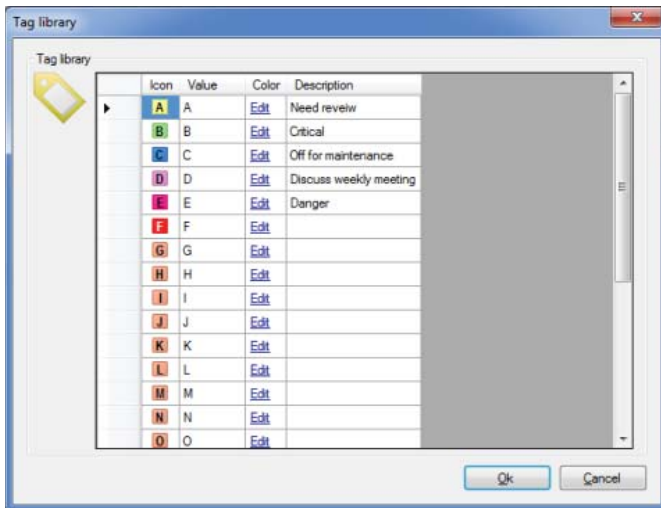 Tag library
Tag library
Icon Value Color Description
A A Edit Need reveiw
B B Edit Critical
C C Edit Off for maintenance
D D Edit Discuss weekly meeting
E E Edit Danger
F F Edit
G G Edit
H H Edit
I I Edit
J J Edit
K K Edit
L L Edit
M M Edit
N N Edit
O O Edit
Ok Cancel